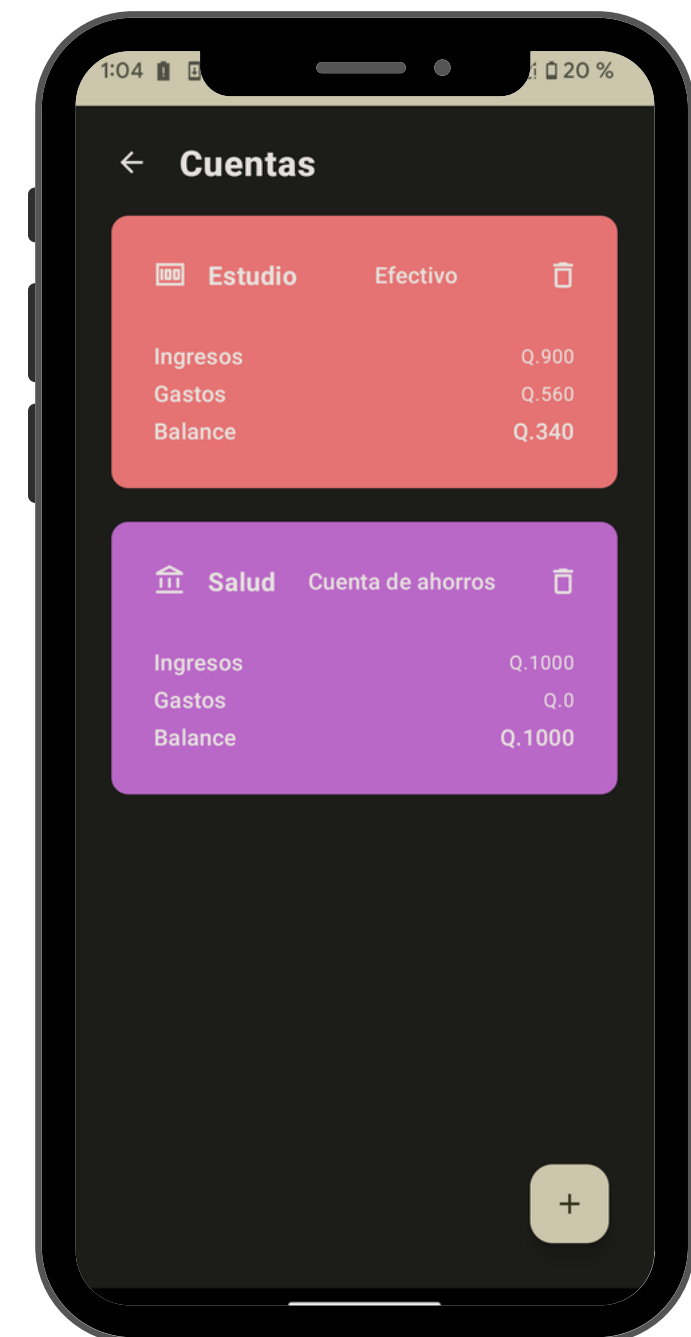 1:04 20 %
Cuentas
Estudio Efectivo
Ingresos Q.900
Gastos Q.560
Balance Q.340
Salud Cuenta de ahorros
Ingresos Q.1000
Gastos Q.0
Balance Q.1000
+